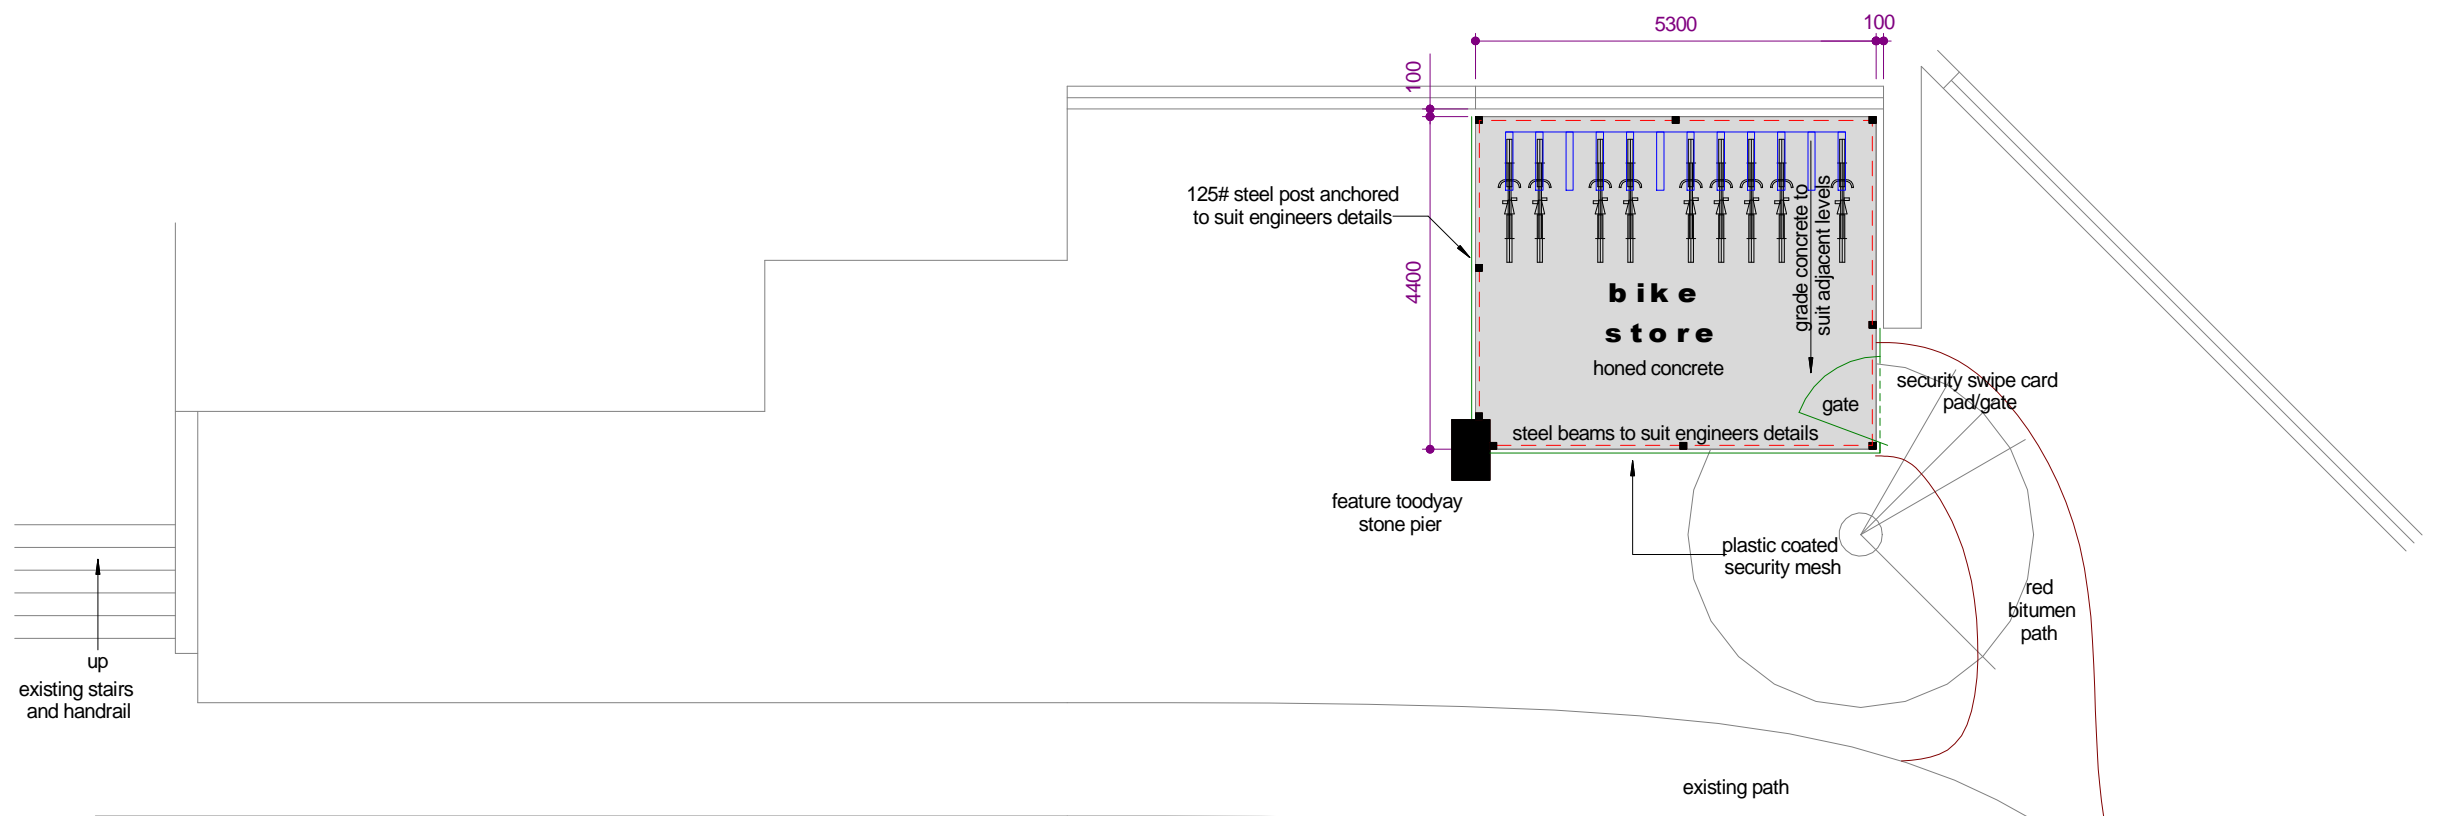 5300
100
100
125# steel post anchored
to suit engineers details
4400
grade concrete to
suit adjacent levels
bike
store
honed concrete
security swipe card
pad/gate
gate
steel beams to suit engineers details
feature toodyay
stone pier
plastic coated
security mesh
red
bitumen
path
up
existing stairs
and handrail
existing path